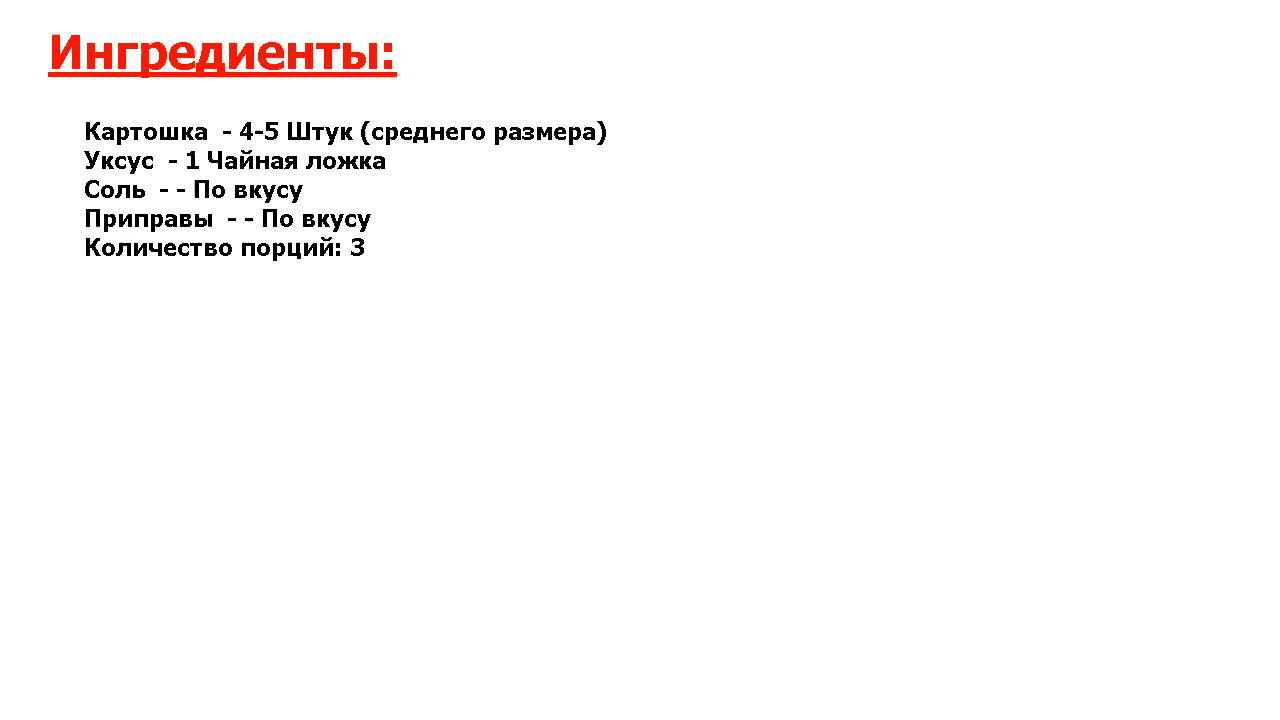 Ингредиенты:
Картошка  - 4-5 Штук (среднего размера)
Уксус  - 1 Чайная ложка
Соль  - - По вкусу
Приправы  - - По вкусу
Количество порций: 3